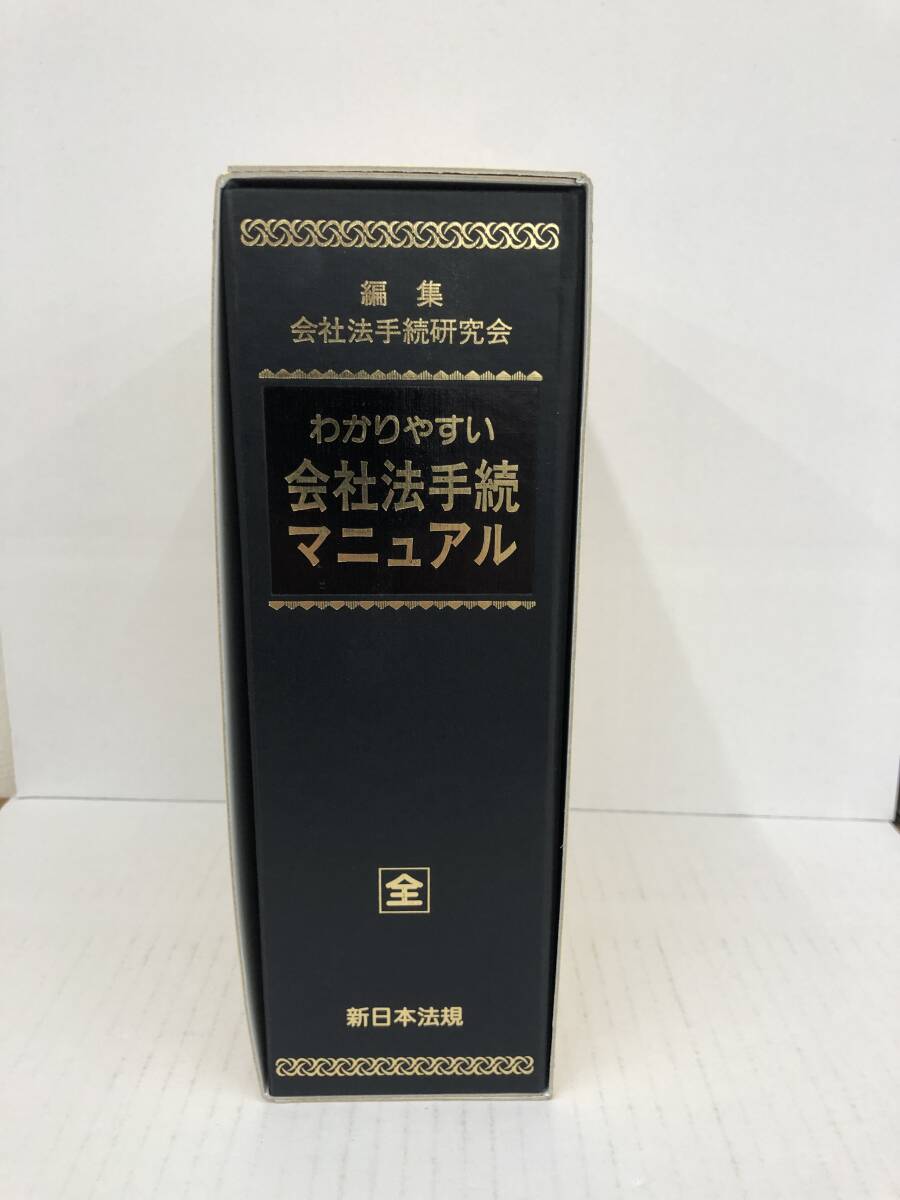 編集
会社法手続研究会
わかりやすい
会社法手続
マニュアル
全
新日本法規